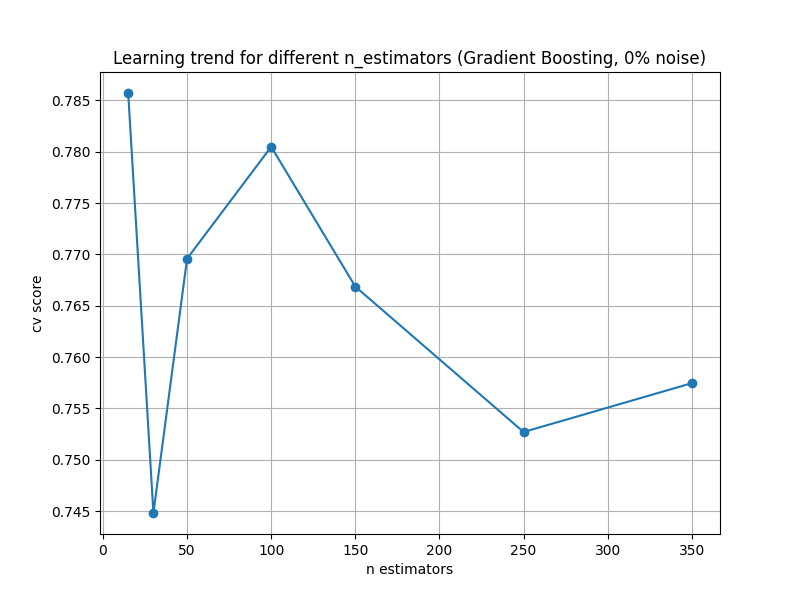 Learning trend for different n_estimators (Gradient Boosting, 0% noise)
cv score
0.785
0.780
0.775
0.770
0.765
0.760
0.755
0.750
0.745
0 50 100 150 200 250 300 350
n estimators